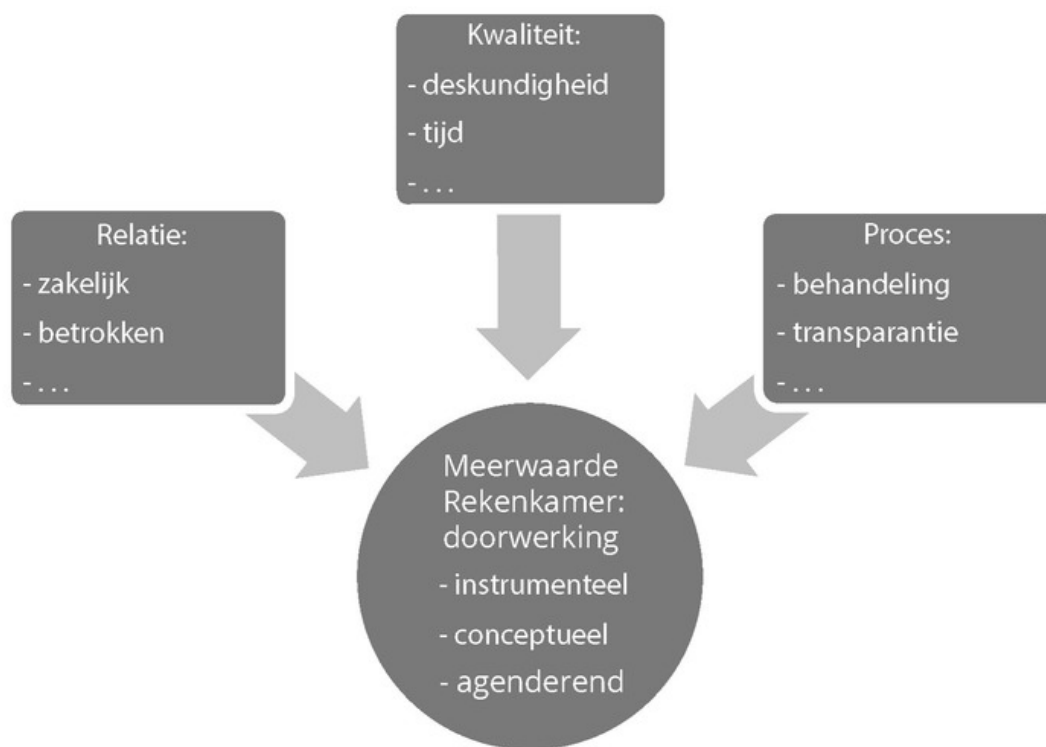 Kwaliteit:
- deskundigheid
- tijd
- . . .
Relatie:
- zakelijk
- betrokken
- . . .
Proces:
- behandeling
- transparantie
- . . .
Meerwaarde
Rekenkamer:
doorwerking
- instrumenteel
- conceptueel
- agenderend